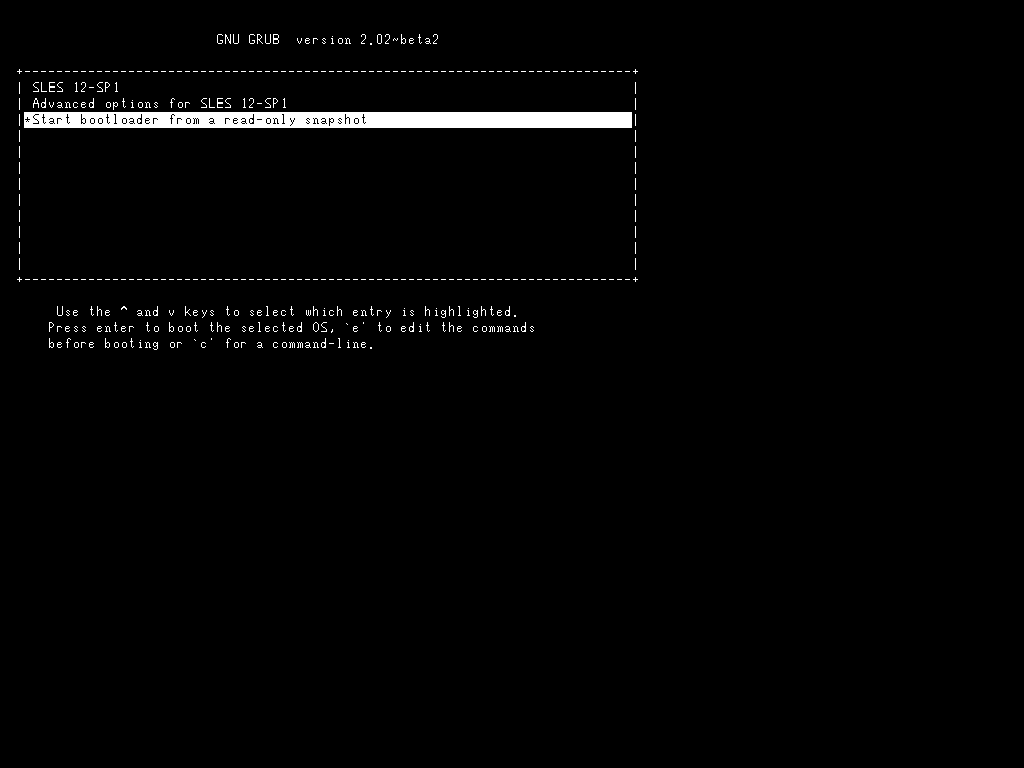 GNU GRUB  version 2.02~beta2
SLES 12-SP1
Advanced options for SLES 12-SP1
*Start bootloader from a read-only snapshot
Use the ^ and v keys to select which entry is highlighted.
Press enter to boot the selected OS, `e' to edit the commands
before booting or `c' for a command-line.